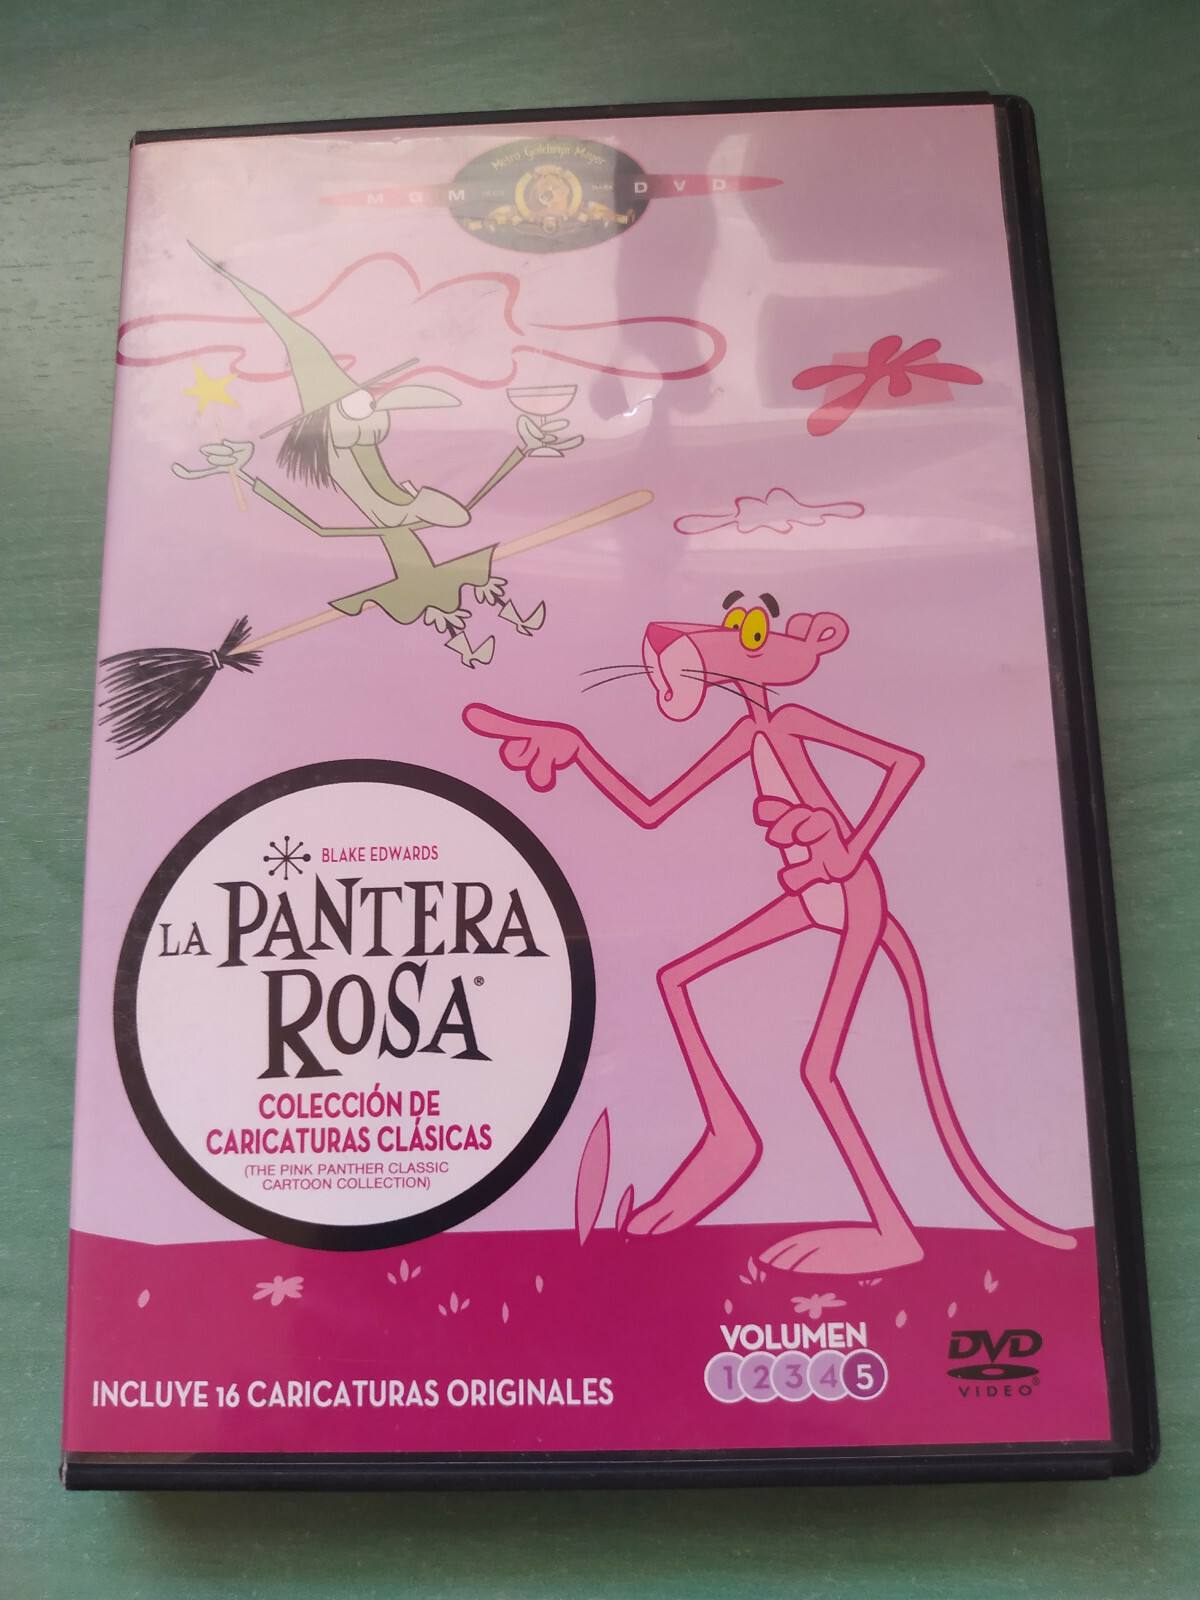 Metro Goldwyn Mayer
MGM DVD
BLAKE EDWARDS
LA PANTERA
ROSA®
COLECCIÓN DE
CARICATURAS CLÁSICAS
(THE PINK PANTHER CLASSIC
CARTOON COLLECTION)
VOLUMEN
1 2 3 4 5
DVD
VIDEO®
INCLUYE 16 CARICATURAS ORIGINALES